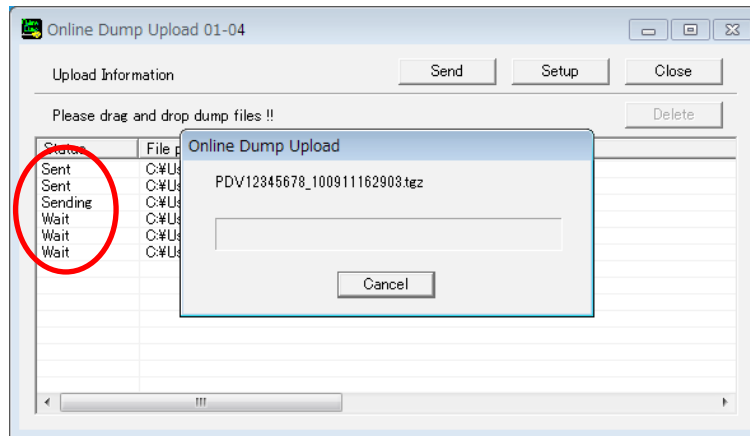 Online Dump Upload 01-04
Upload Information
Send
Setup
Close
Please drag and drop dump files !!
Delete
Status
File p
Online Dump Upload
Sent
C:¥Us
Sent
C:¥Us
Sending
C:¥Us
Wait
C:¥Us
Wait
C:¥Us
Wait
C:¥Us
PDV12345678_100911162903.tgz
Cancel